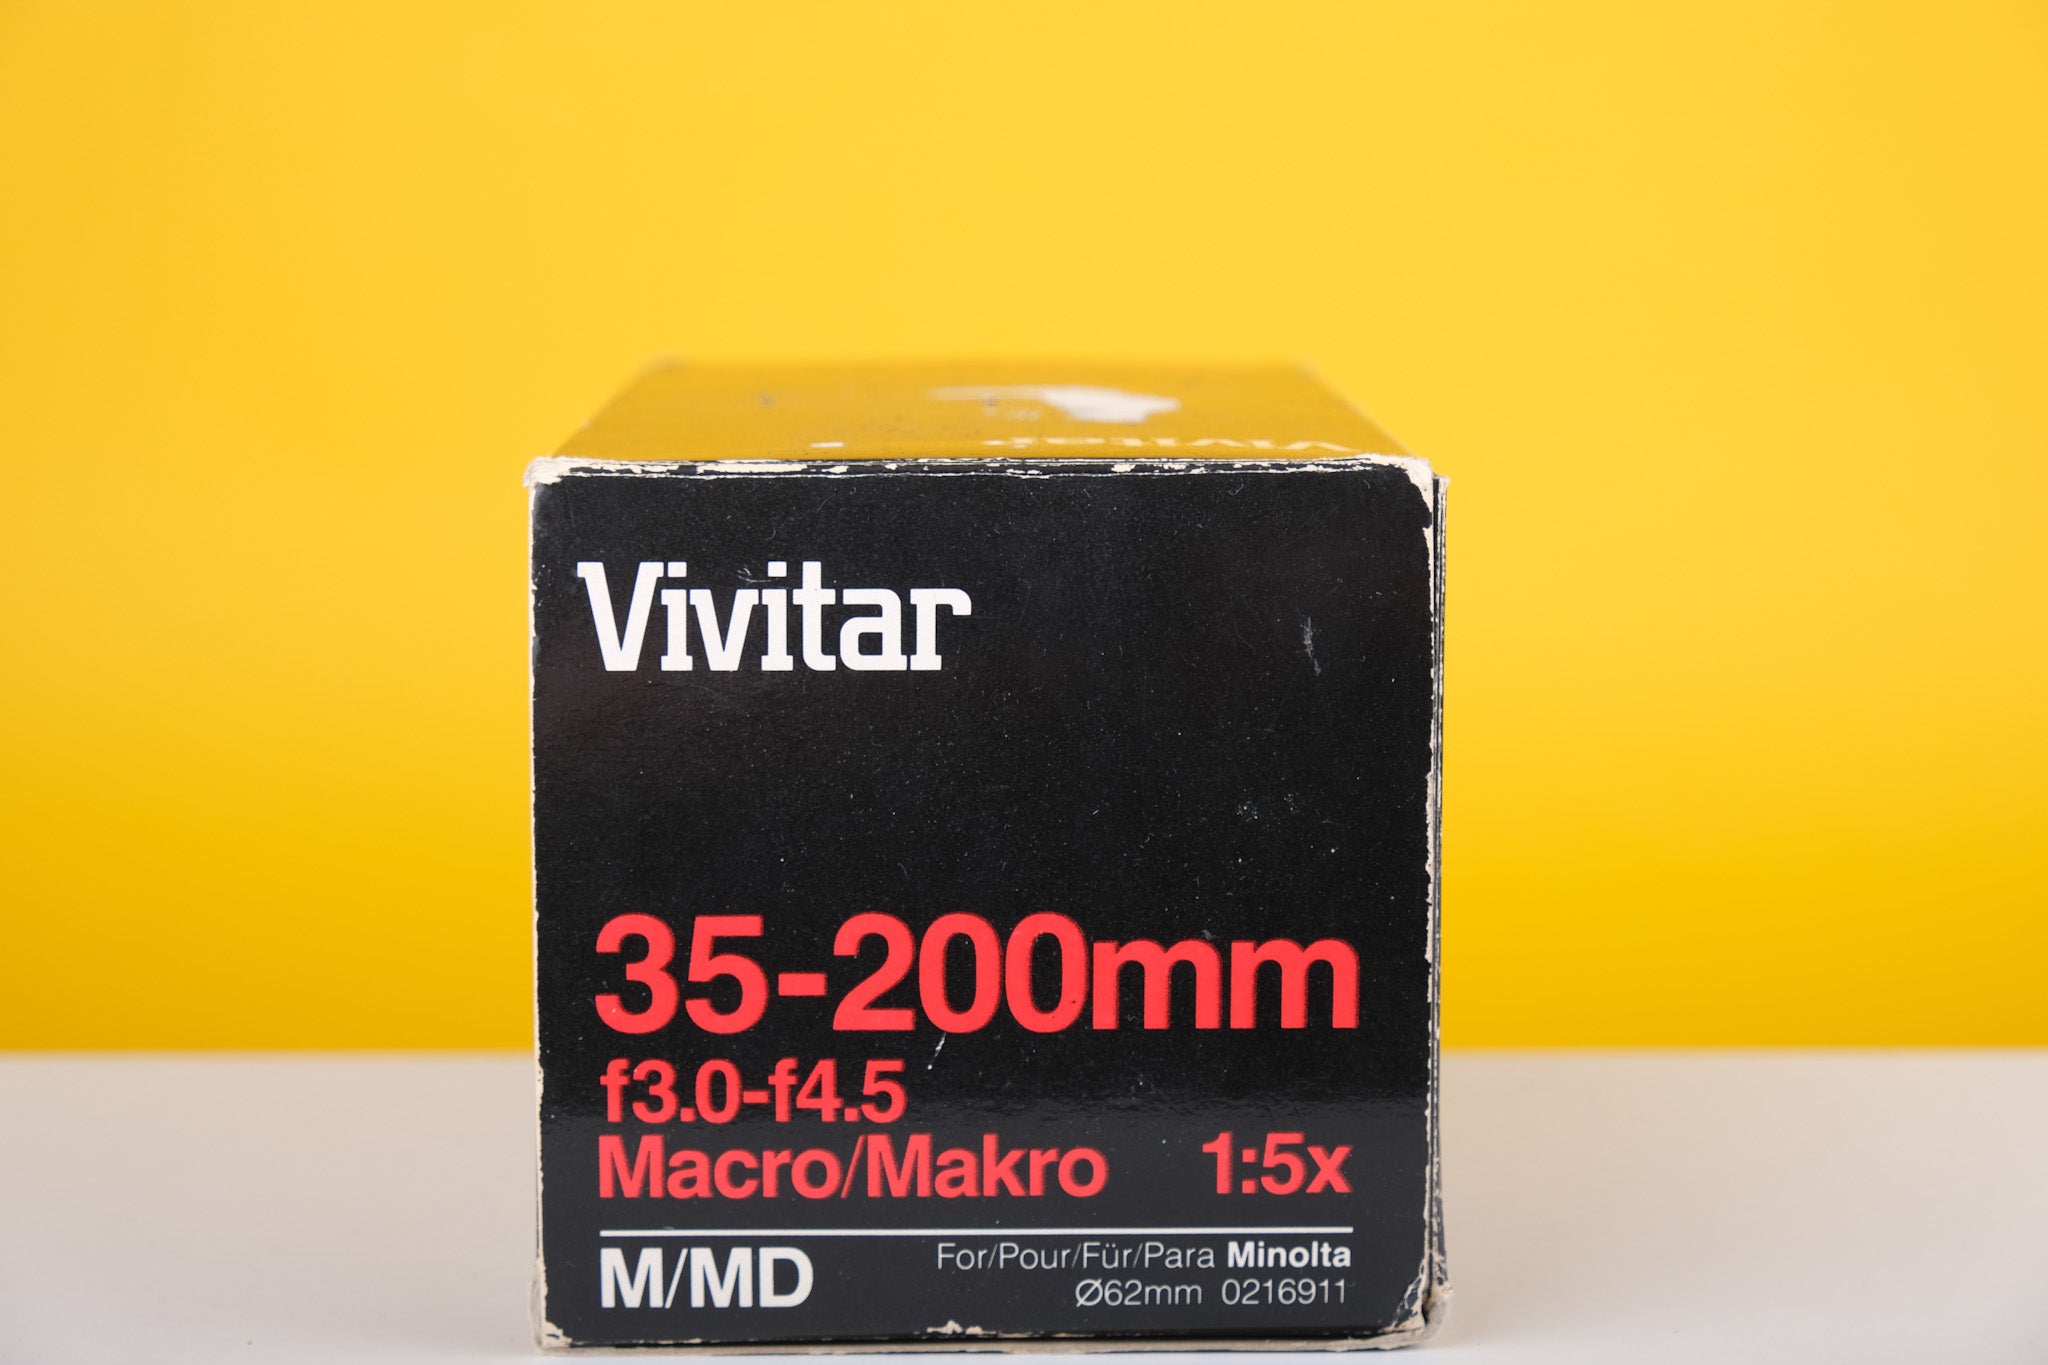 Vivitar
Vivitar
35-200mm
f3.0-f4.5
Macro/Makro 1:5x
M/MD
For/Pour/Für/Para Minolta
Ø62mm 0216911